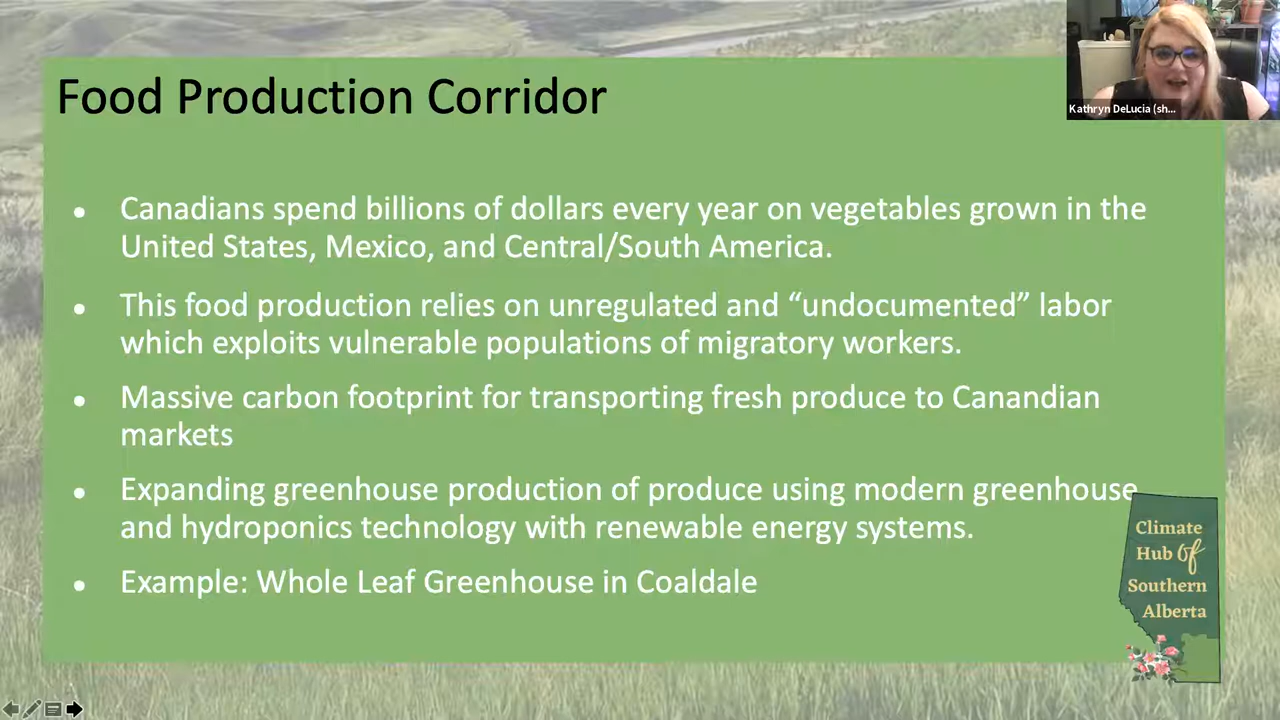 Food Production Corridor
Kathryn DeLucia (sh...
• Canadians spend billions of dollars every year on vegetables grown in the
United States, Mexico, and Central/South America.
• This food production relies on unregulated and “undocumented” labor
which exploits vulnerable populations of migratory workers.
• Massive carbon footprint for transporting fresh produce to Canandian
markets
• Expanding greenhouse production of produce using modern greenhouse
and hydroponics technology with renewable energy systems.
• Example: Whole Leaf Greenhouse in Coaldale
Climate
Hub of
Southern
Alberta